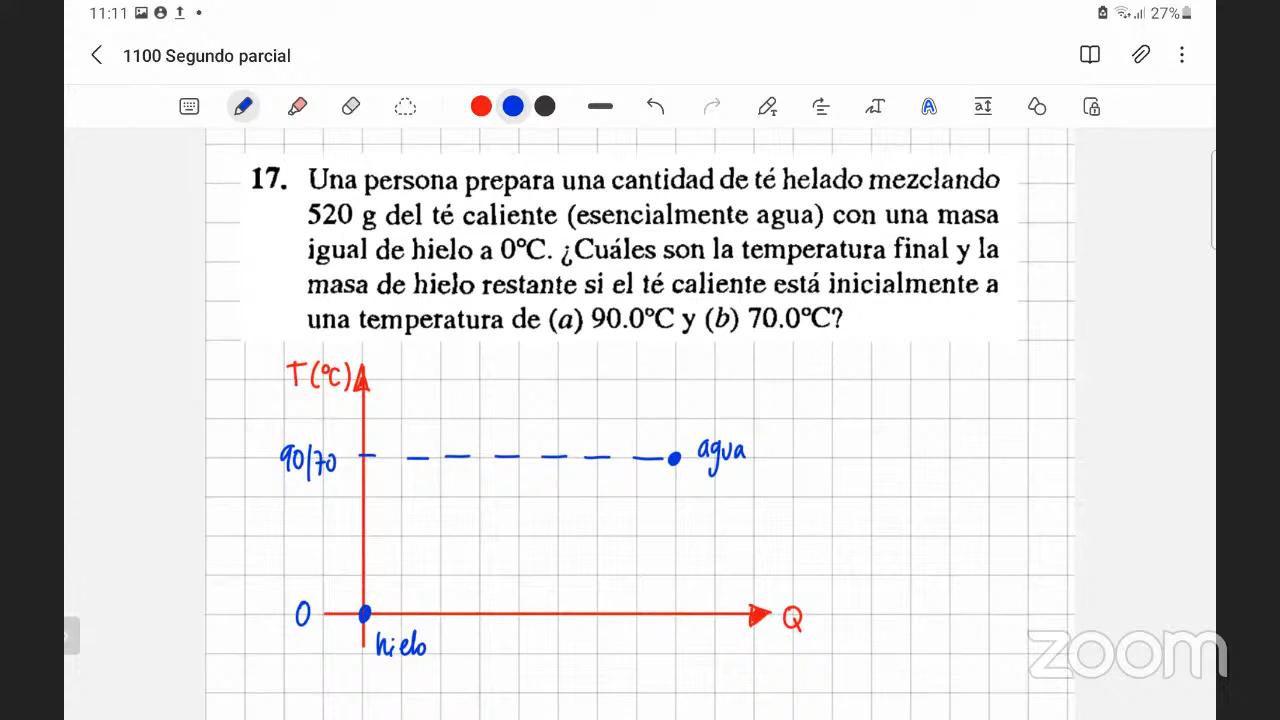 11:11
27%
1100 Segundo parcial
17. Una persona prepara una cantidad de té helado mezclando
520 g del té caliente (esencialmente agua) con una masa
igual de hielo a 0°C. ¿Cuáles son la temperatura final y la
masa de hielo restante si el té caliente está inicialmente a
una temperatura de (a) 90.0°C y (b) 70.0°C?
T(°C)
90/70
agua
0
Q
hielo
zoom